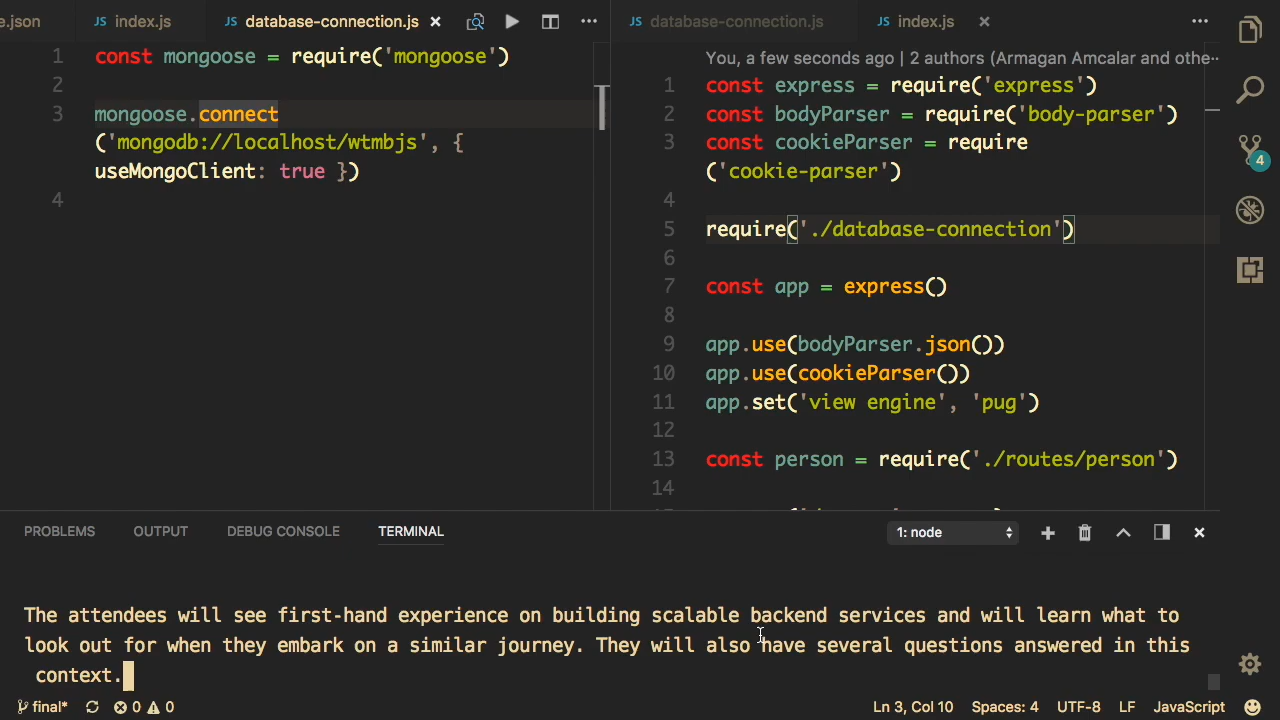 e.json
JS index.js
JS database-connection.js
1 const mongoose = require('mongoose')
2
3 mongoose.connect
('mongodb://localhost/wtmbjs', {
useMongoClient: true })
4
JS database-connection.js
JS index.js
You, a few seconds ago | 2 authors (Armagan Amcalar and othe…
1 const express = require('express')
2 const bodyParser = require('body-parser')
3 const cookieParser = require
('cookie-parser')
4
5 require('./database-connection')
6
7 const app = express()
8
9 app.use(bodyParser.json())
10 app.use(cookieParser())
11 app.set('view engine', 'pug')
12
13 const person = require('./routes/person')
14
4
PROBLEMS OUTPUT DEBUG CONSOLE TERMINAL
1: node
The attendees will see first-hand experience on building scalable backend services and will learn what to
look out for when they embark on a similar journey. They will also have several questions answered in this
context.
final* 0 0
Ln 3, Col 10 Spaces: 4 UTF-8 LF JavaScript